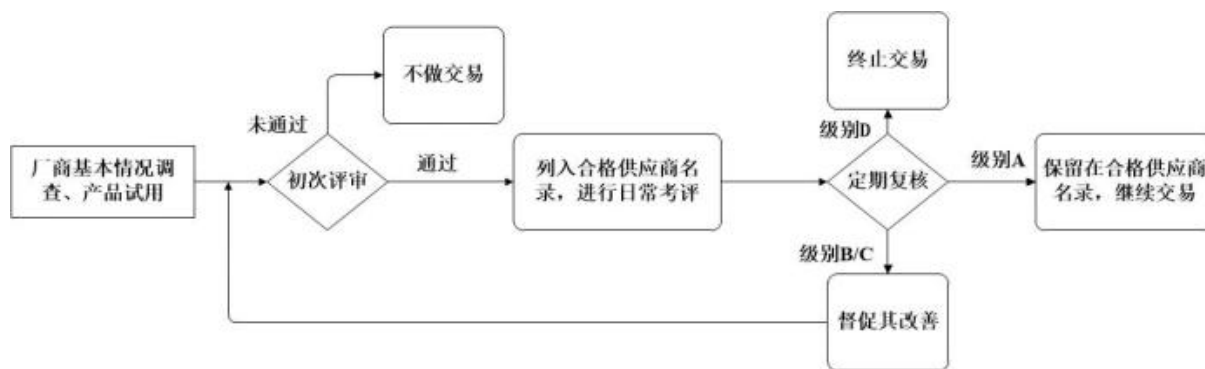 不做交易
终止交易
未通过
级别D
厂商基本情况调
查、产品试用
初次评审
通过
列入合格供应商名
录，进行日常考评
定期复核
级别A
保留在合格供应商
名录，继续交易
级别B/C
督促其改善